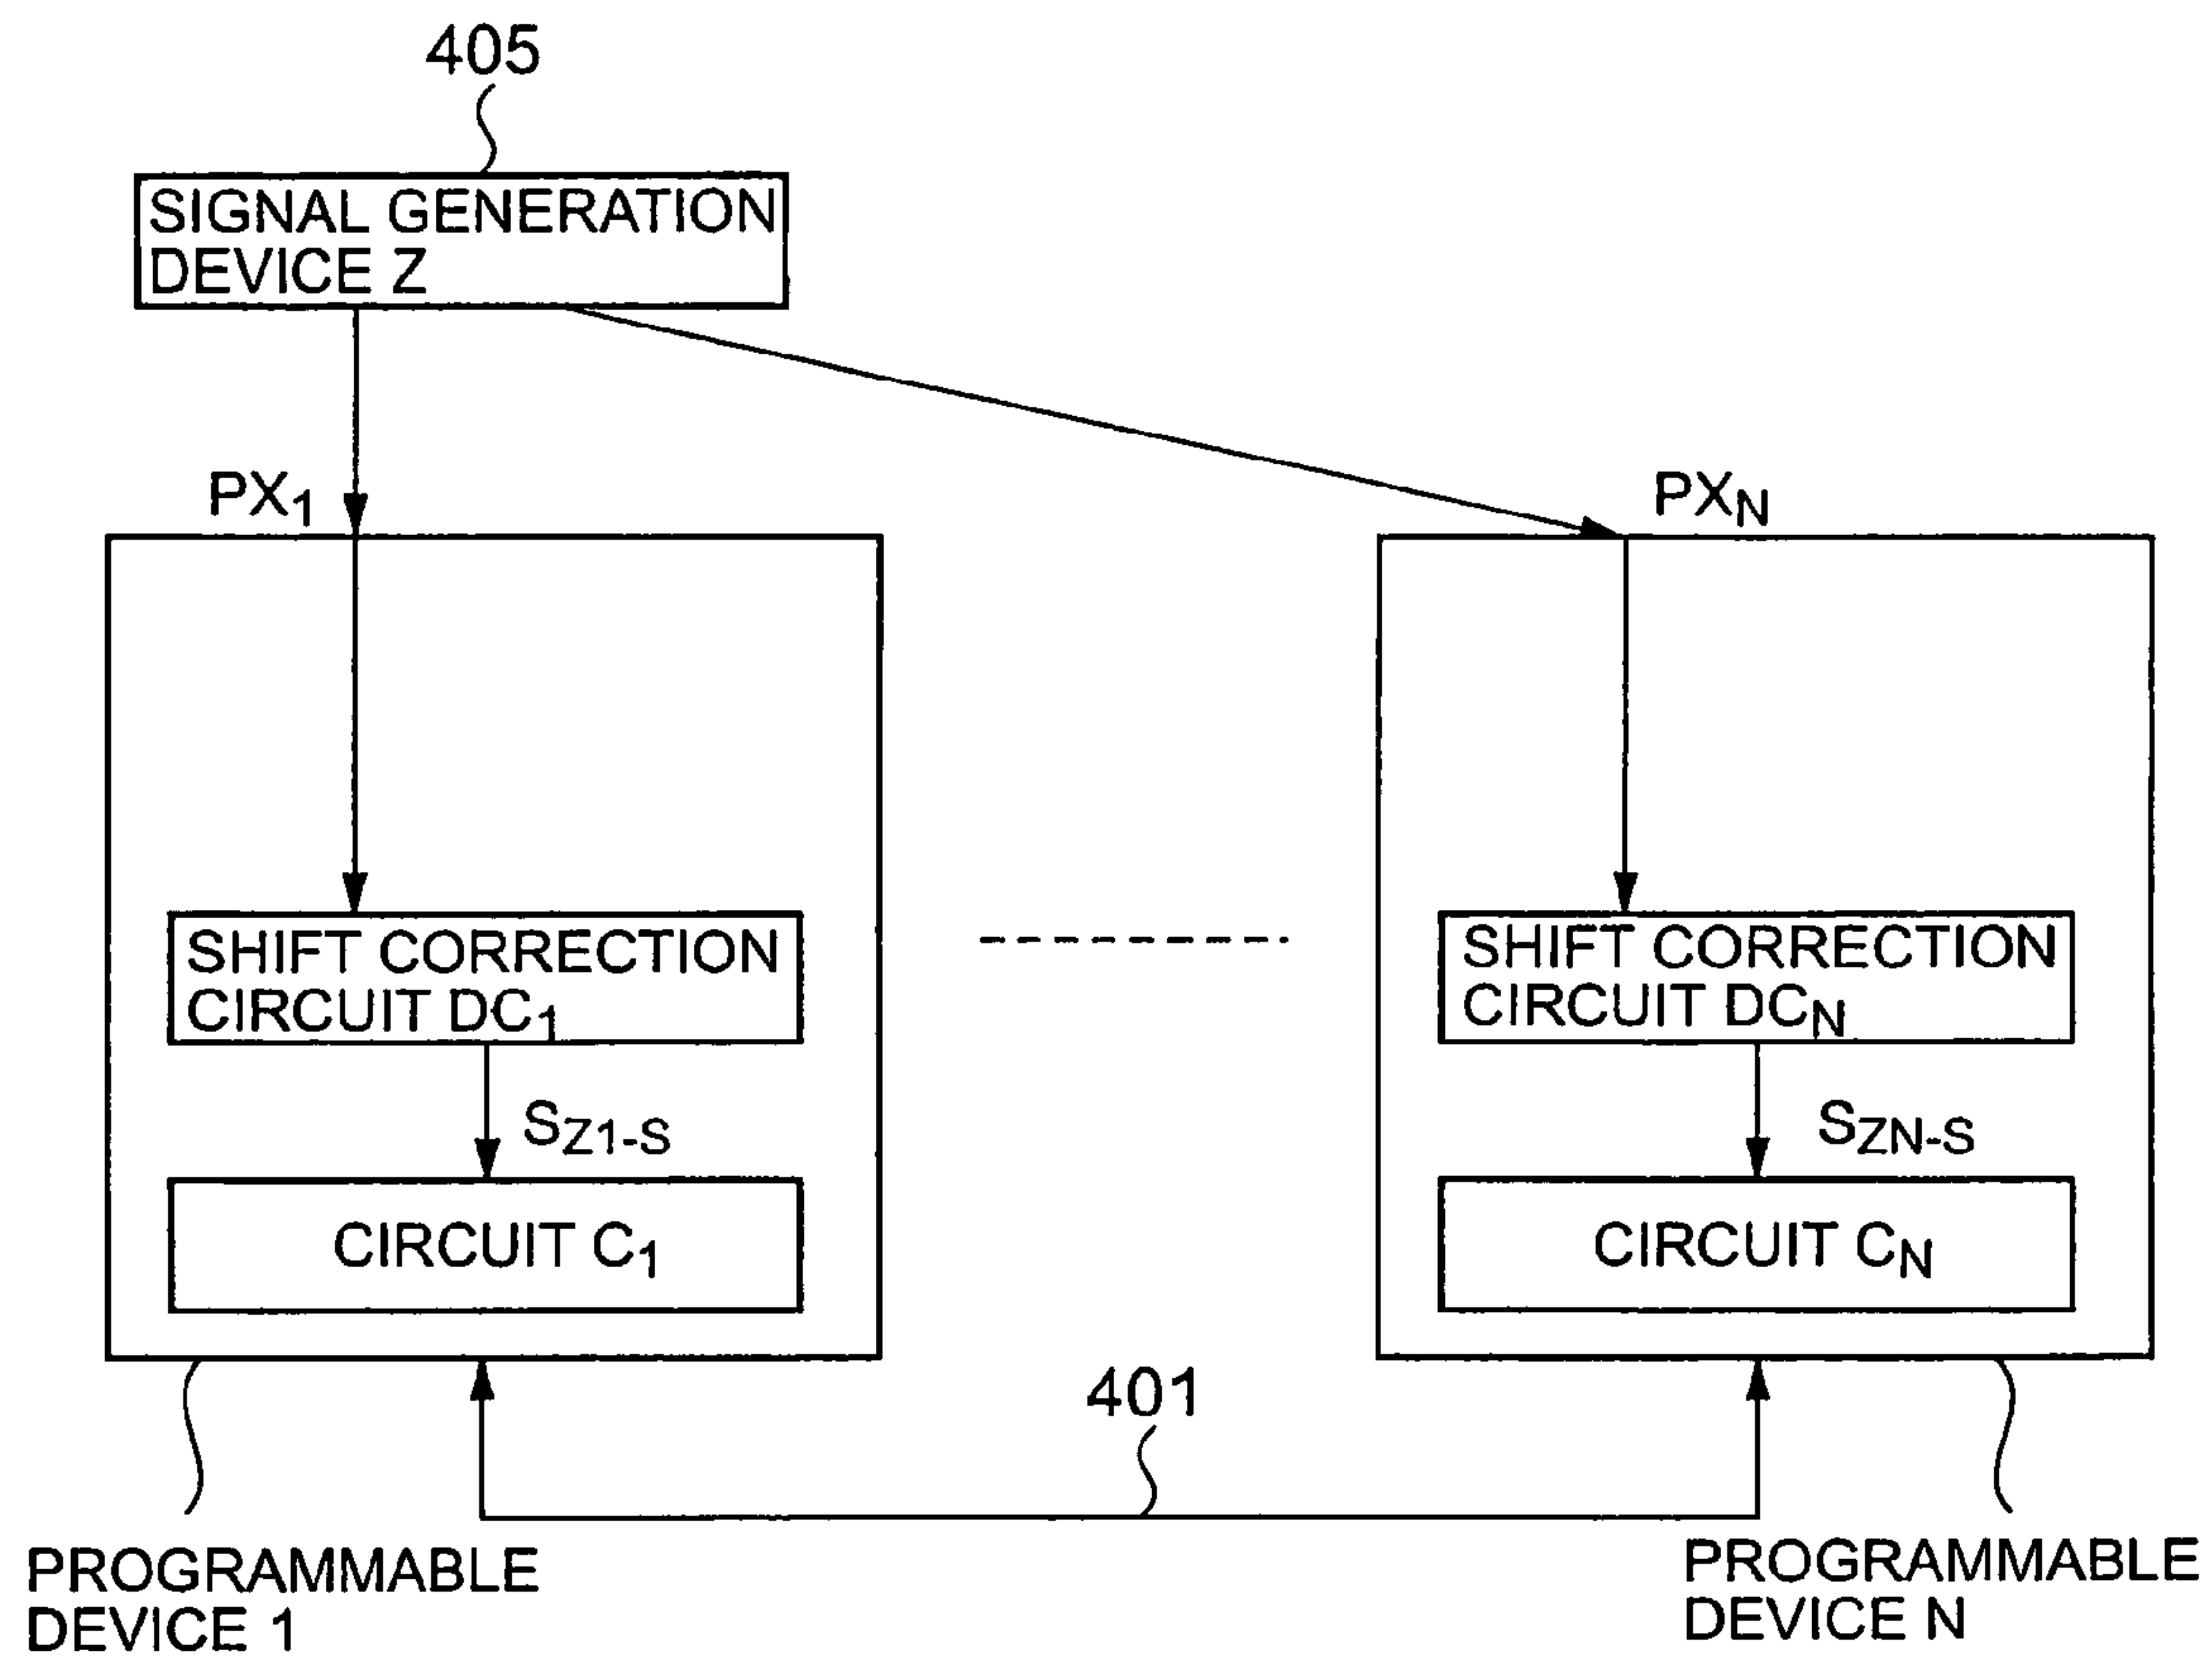 405
SIGNAL GENERATION
DEVICE Z
PX1
PXN
SHIFT CORRECTION
CIRCUIT DC1
SHIFT CORRECTION
CIRCUIT DCN
SZ1-S
SZN-S
CIRCUIT C1
CIRCUIT CN
401
PROGRAMMABLE
DEVICE 1
PROGRAMMABLE
DEVICE N